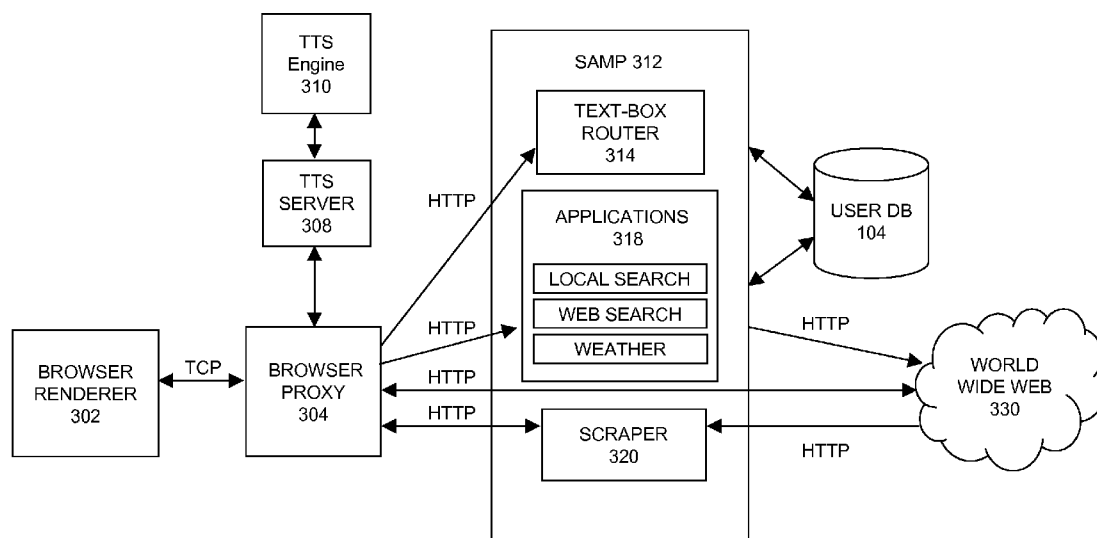 TTS
Engine
310
SAMP 312
TEXT-BOX
ROUTER
314
TTS
SERVER
308
HTTP
APPLICATIONS
318
LOCAL SEARCH
WEB SEARCH
WEATHER
USER DB
104
HTTP
HTTP
BROWSER
RENDERER
302
TCP
BROWSER
PROXY
304
HTTP
WORLD
WIDE WEB
330
HTTP
SCRAPER
320
HTTP